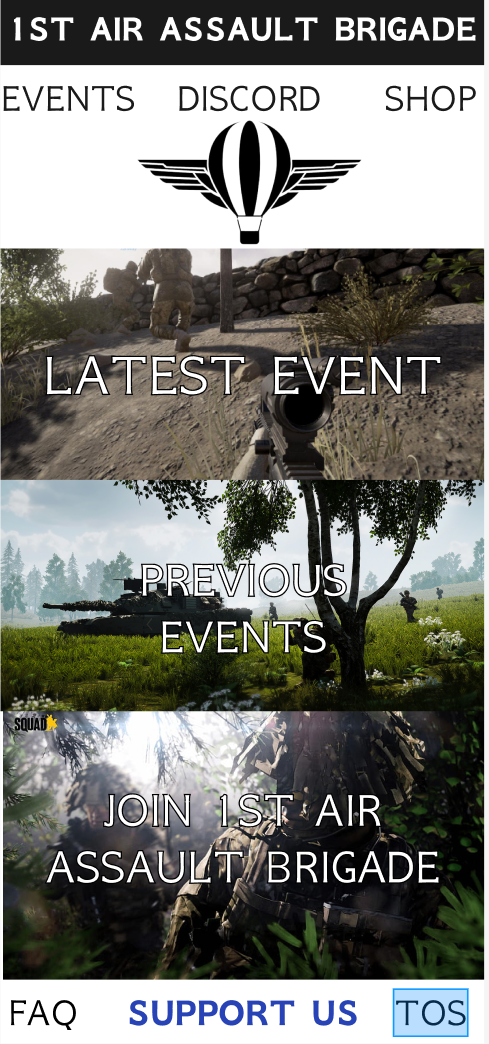 1ST AIR ASSAULT BRIGADE
EVENTS DISCORD SHOP
LATEST EVENT
PREVIOUS
EVENTS
SQUAD
JOIN 1ST AIR
ASSAULT BRIGADE
FAQ SUPPORT US TOS